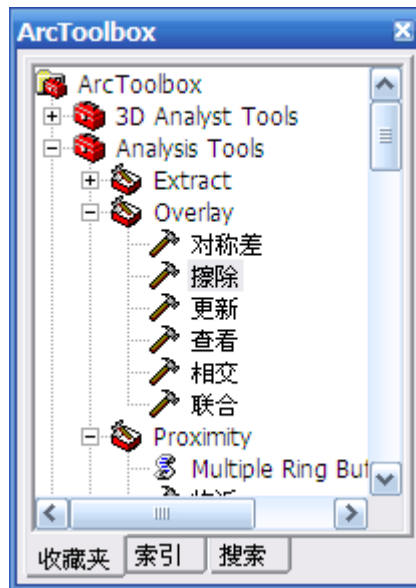 ArcToolbox
ArcToolbox
3D Analyst Tools
Analysis Tools
Extract
Overlay
对称差
擦除
更新
查看
相交
联合
Proximity
Multiple Ring Buf
收藏夹 索引 搜索